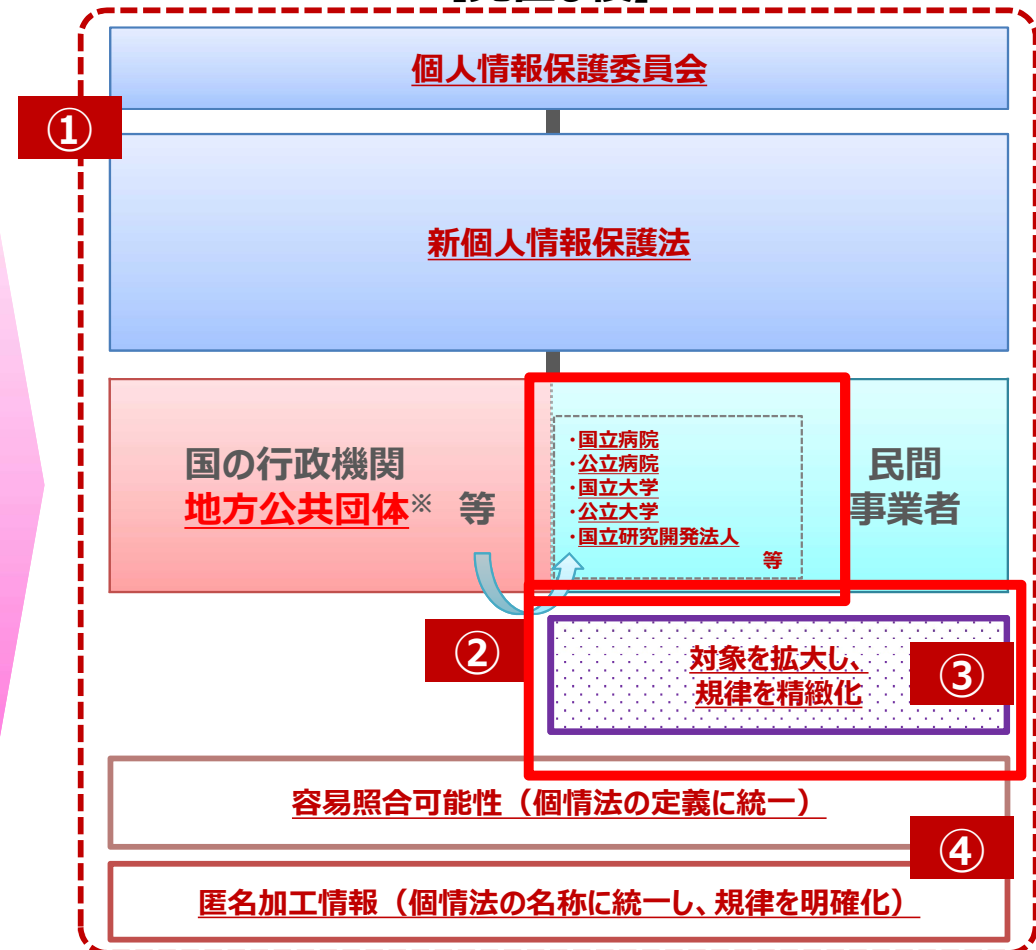 【見直し後】
個人情報保護委員会
①
新個人情報保護法
国の行政機関
地方公共団体※ 等
・国立病院
・公立病院
・国立大学
・公立大学
・国立研究開発法人
等
民間
事業者
②
対象を拡大し、
規律を精緻化
③
容易照合可能性（個情法の定義に統一）
④
匿名加工情報（個情法の名称に統一し、規律を明確化）